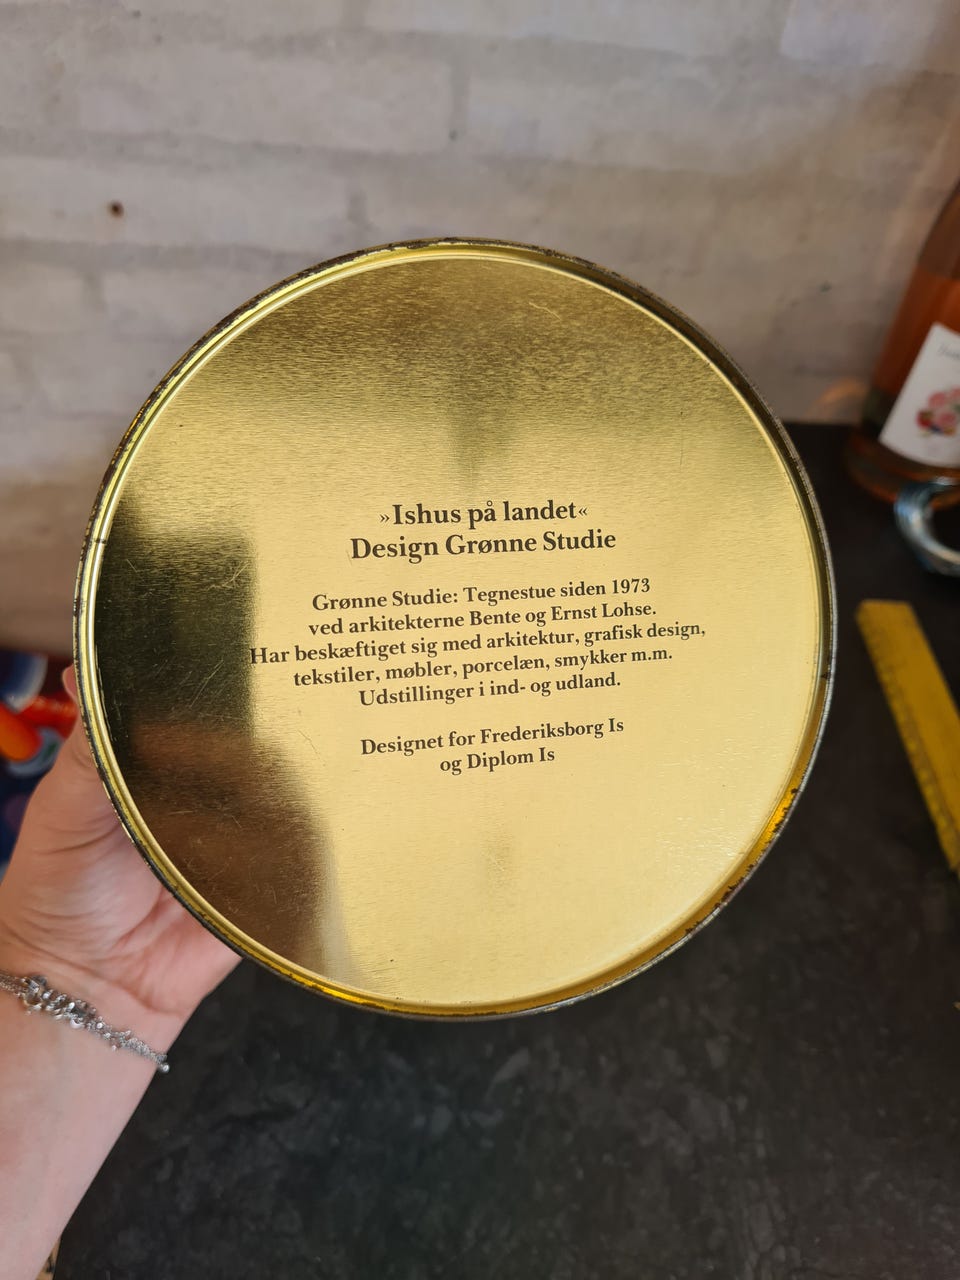 »Ishus på landet«
Design Grønne Studie
Grønne Studie: Tegnestue siden 1973
ved arkitekterne Bente og Ernst Lohse.
Har beskæftiget sig med arkitektur, grafisk design,
tekstiler, møbler, porcelæn, smykker m.m.
Udstillinger i ind- og udland.
Designet for Frederiksborg Is
og Diplom Is